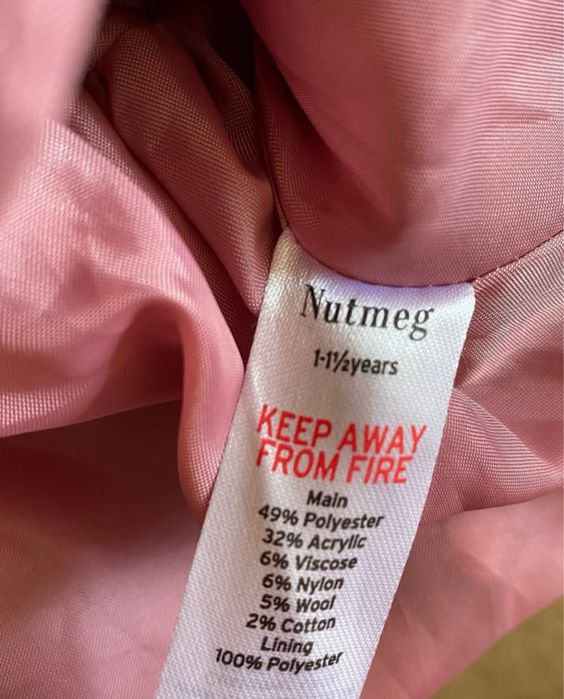 Nutmeg
1-1½years
KEEP AWAY
FROM FIRE
Main
49% Polyester
32% Acrylic
6% Viscose
6% Nylon
5% Wool
2% Cotton
Lining
100% Polyester